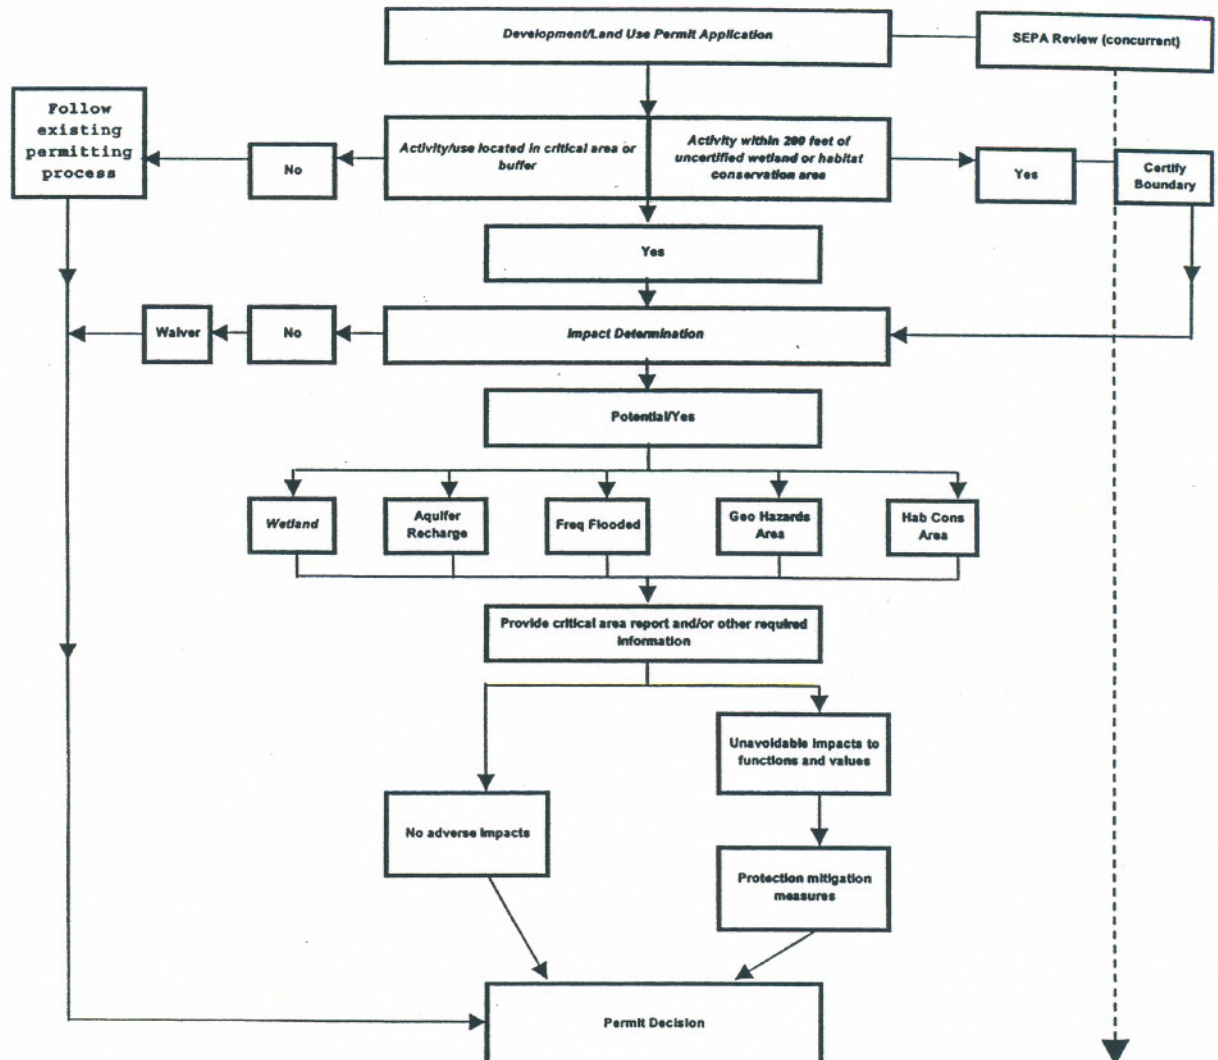 Development/Land Use Permit Application
SEPA Review (concurrent)
Follow
existing
permitting
process
No
Activity/use located in critical area or
buffer
Activity within 200 feet of
uncertified wetland or habitat
conservation area
Yes
Certify
Boundary
Yes
Waiver
No
Impact Determination
Potential/Yes
Wetland
Aquifer
Recharge
Freq Flooded
Geo Hazards
Area
Hab Cons
Area
Provide critical area report and/or other required
information
Unavoidable impacts to
functions and values
No adverse impacts
Protection mitigation
measures
Permit Decision